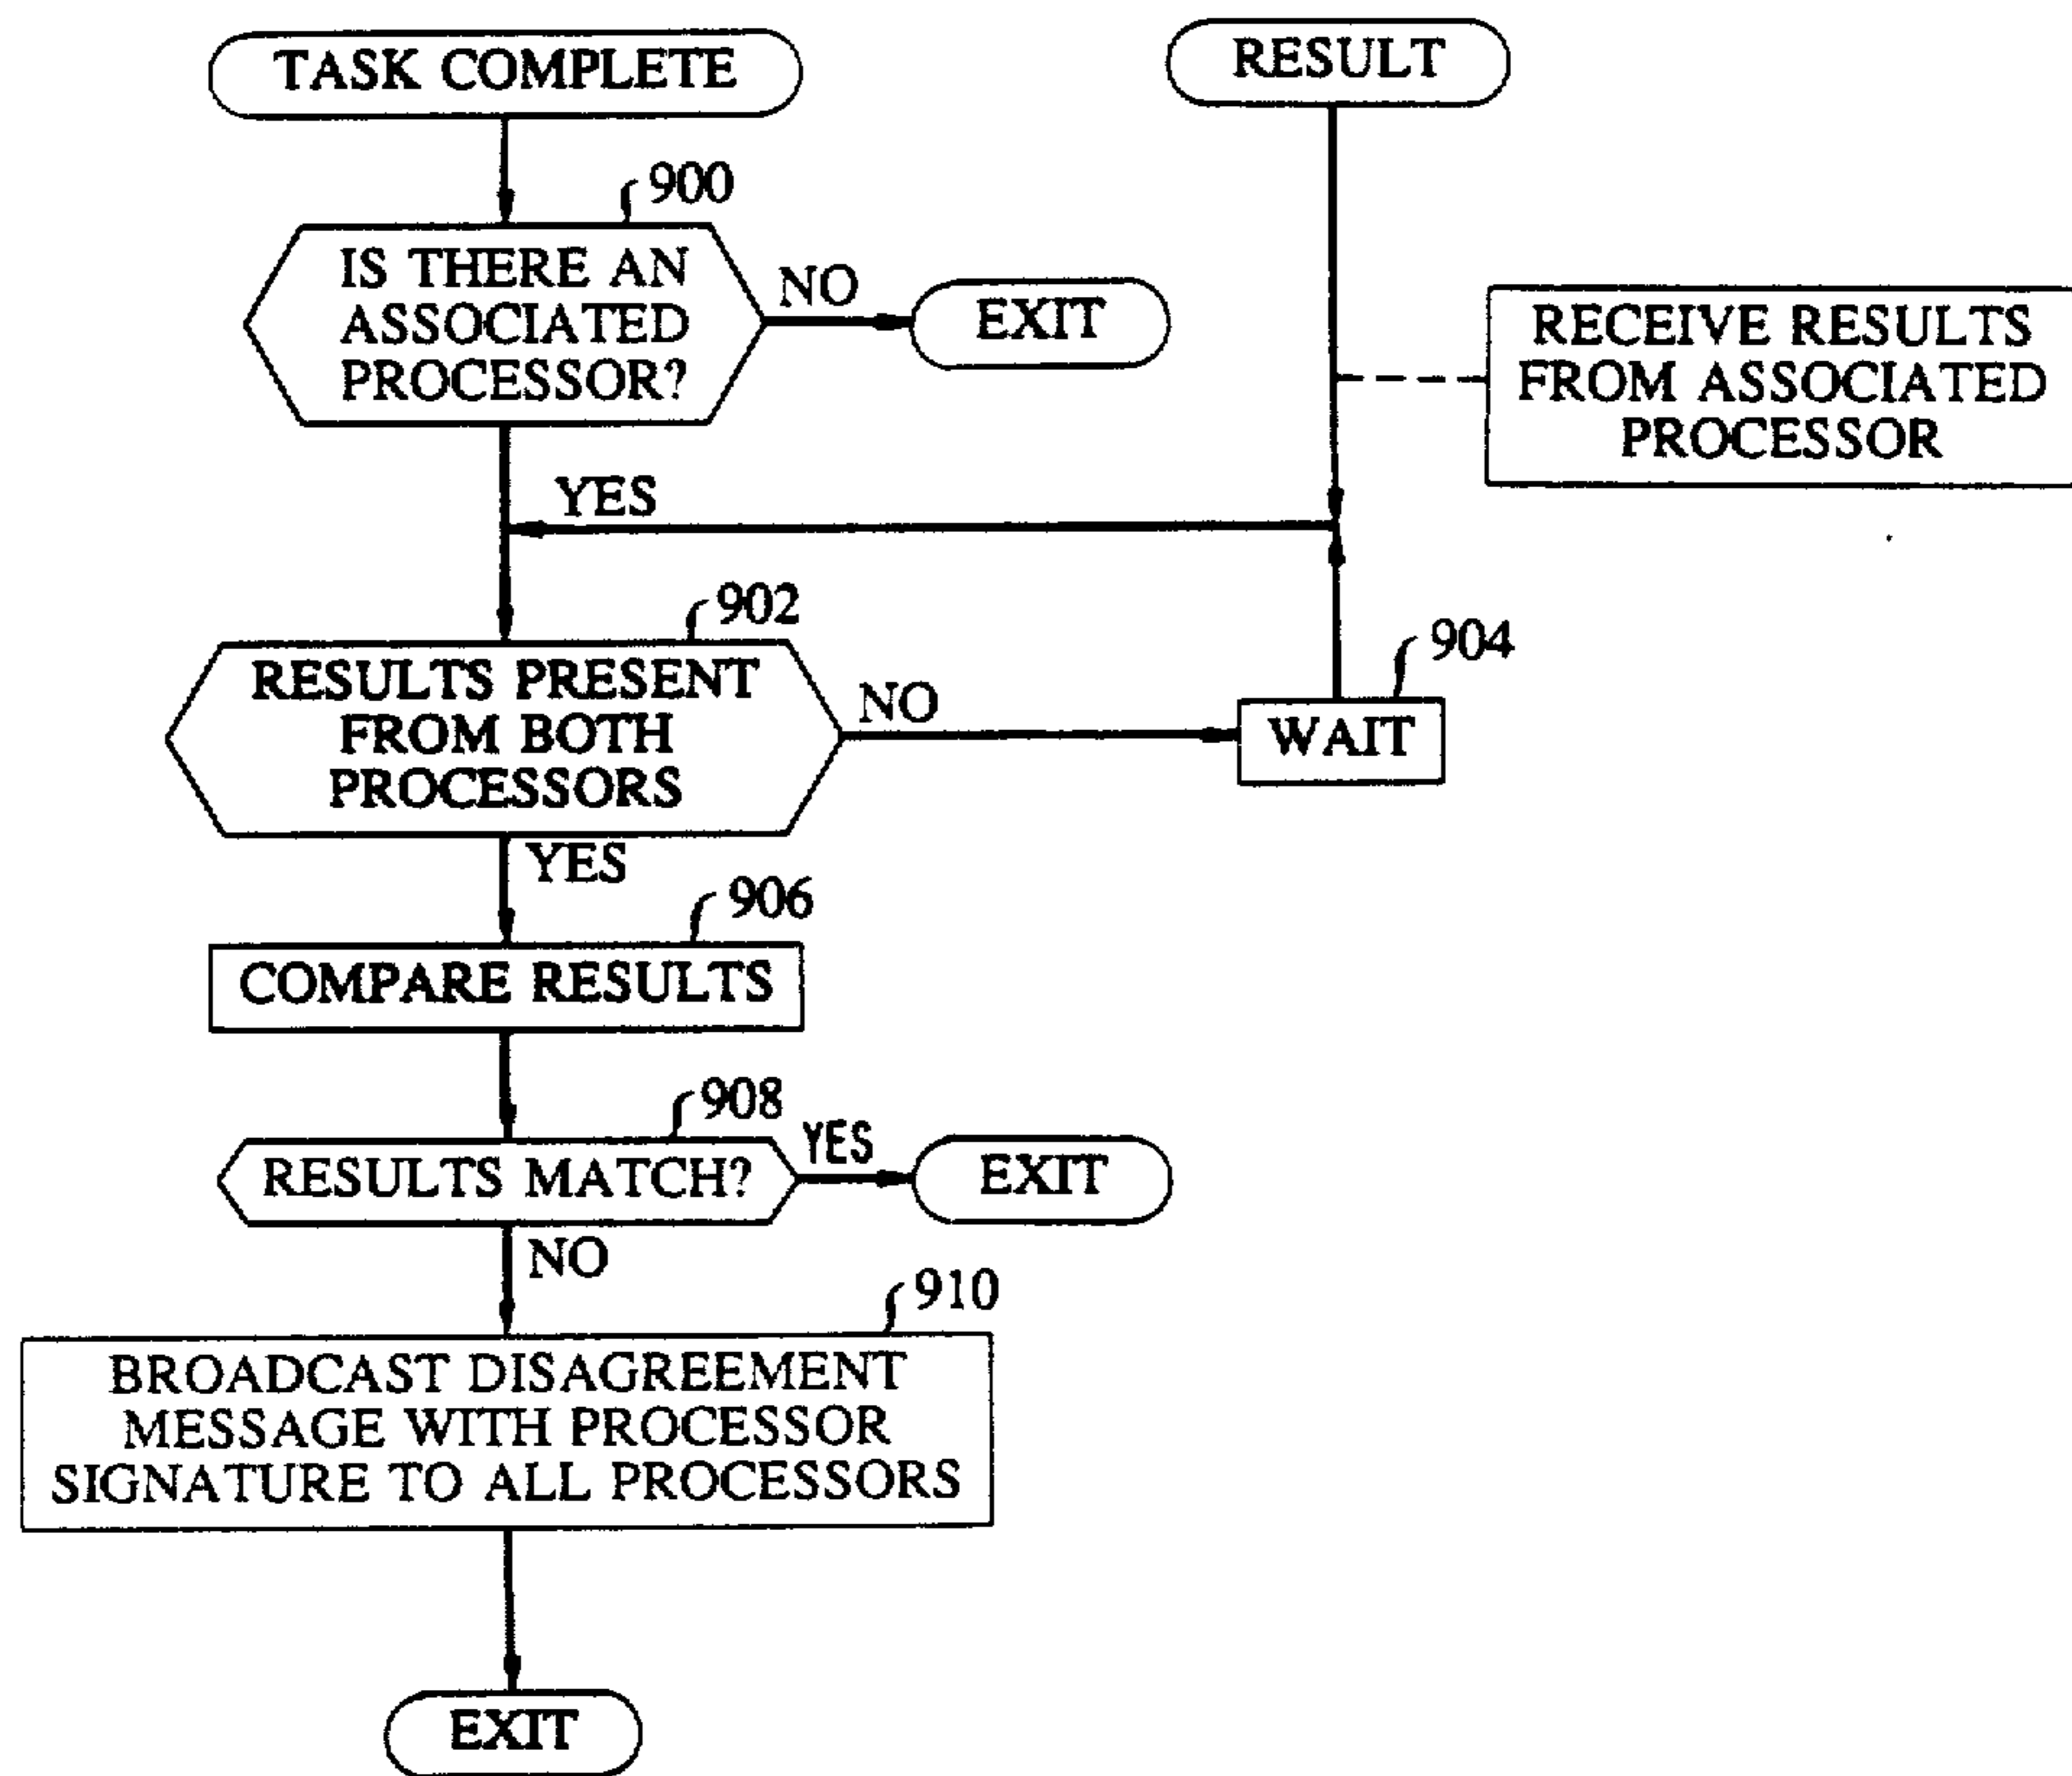 TASK COMPLETE
RESULT
900
IS THERE AN
ASSOCIATED
PROCESSOR?
NO
EXIT
RECEIVE RESULTS
FROM ASSOCIATED
PROCESSOR
YES
902
RESULTS PRESENT
FROM BOTH
PROCESSORS
NO
904
WAIT
YES
906
COMPARE RESULTS
908
RESULTS MATCH?
YES
EXIT
NO
910
BROADCAST DISAGREEMENT
MESSAGE WITH PROCESSOR
SIGNATURE TO ALL PROCESSORS
EXIT